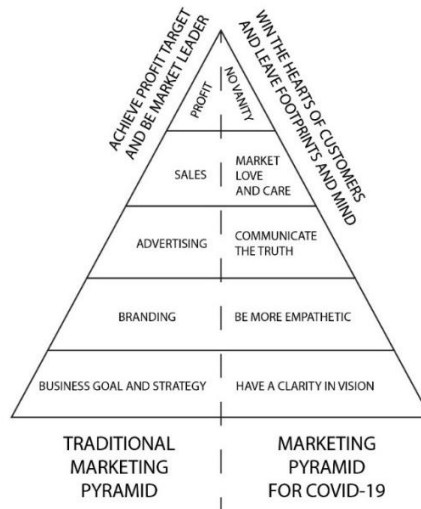 ACHIEVE PROFIT TARGET
AND BE MARKET LEADER
WIN THE HEARTS OF CUSTOMERS
AND LEAVE FOOTPRINTS AND MIND
PROFIT
NO VANITY
SALES
MARKET
LOVE
AND CARE
ADVERTISING
COMMUNICATE
THE TRUTH
BRANDING
BE MORE EMPATHETIC
BUSINESS GOAL AND STRATEGY
HAVE A CLARITY IN VISION
TRADITIONAL
MARKETING
PYRAMID
MARKETING
PYRAMID
FOR COVID-19